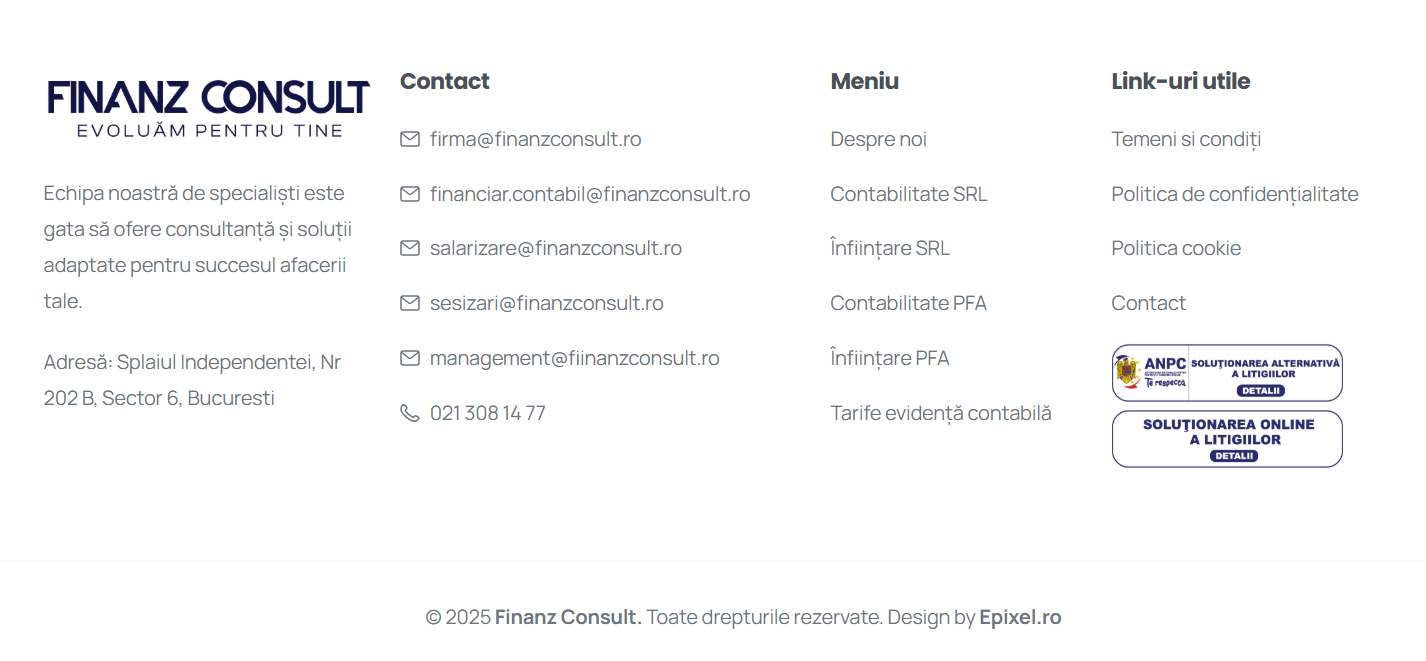 FINANZ CONSULT
EVOLUĂM PENTRU TINE
Echipa noastră de specialiști este
gata să ofere consultanță și soluții
adaptate pentru succesul afacerii
tale.
Adresă: Splaiul Independentei, Nr
202 B, Sector 6, Bucuresti
Contact
firma@finanzconsult.ro
financiar.contabil@finanzconsult.ro
salarizare@finanzconsult.ro
sesizari@finanzconsult.ro
management@fiinanzconsult.ro
021 308 14 77
Meniu
Despre noi
Contabilitate SRL
Înființare SRL
Contabilitate PFA
Înființare PFA
Tarife evidență contabilă
Link-uri utile
Temeni si condiți
Politica de confidențialitate
Politica cookie
Contact
ANPC
Te respectă
SOLUȚIONAREA ALTERNATIVĂ
A LITIGIILOR
DETALII
SOLUŢIONAREA ONLINE
A LITIGIILOR
DETALII
© 2025 Finanz Consult. Toate drepturile rezervate. Design by Epixel.ro